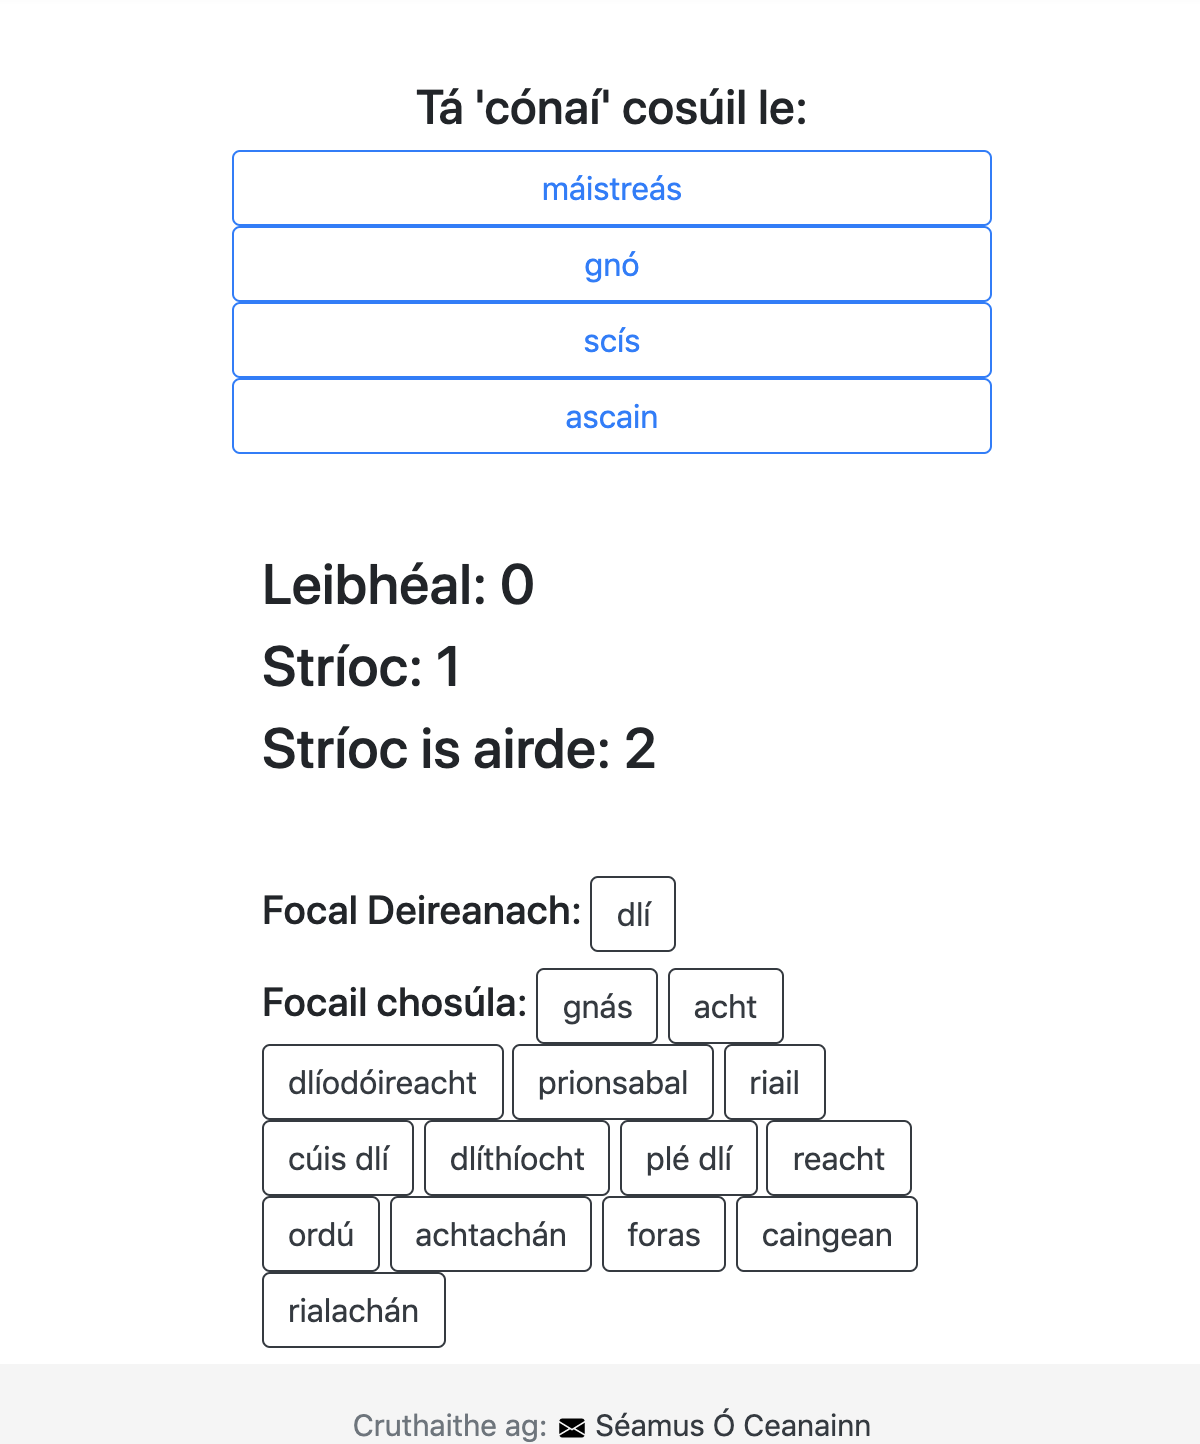 Tá 'cónaí' cosúil le:
máistreás
gnó
scís
ascain
Leibhéal: 0
Stríoc: 1
Stríoc is airde: 2
Focal Deireanach: dlí
Focail chosúla: gnás acht
dlíodóireacht prionsabal riail
cúis dlí dlíthíocht plé dlí reacht
ordú achtachán foras caingean
rialachán
Cruthaithe ag: Séamus Ó Ceanainn